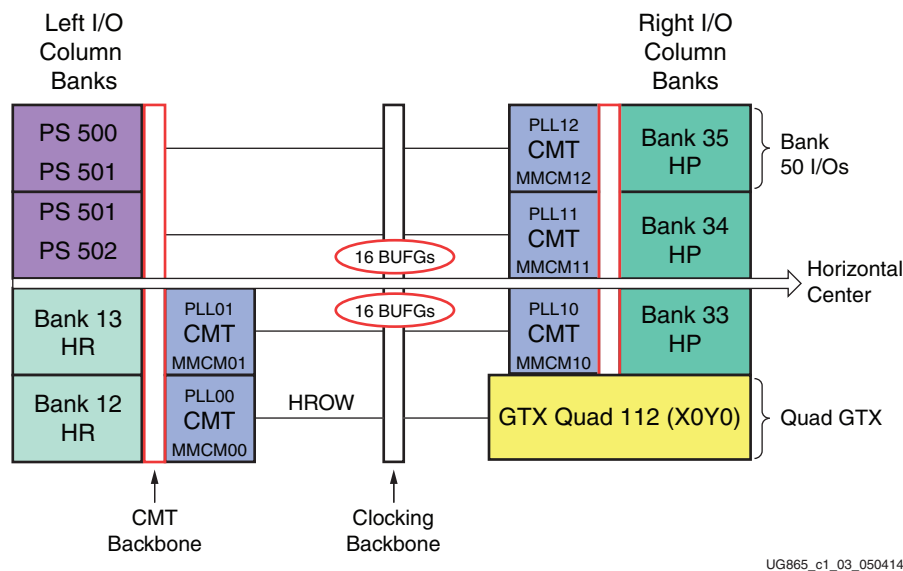 Left I/O
Column
Banks
Right I/O
Column
Banks
PS 500
PS 501
PLL12
CMT
MMCM12
Bank 35
HP
Bank
50 I/Os
PS 501
PS 502
16 BUFGs
PLL11
CMT
MMCM11
Bank 34
HP
Horizontal
Center
Bank 13
HR
PLL01
CMT
MMCM01
16 BUFGs
PLL10
CMT
MMCM10
Bank 33
HP
Bank 12
HR
PLL00
CMT
MMCM00
HROW
GTX Quad 112 (X0Y0)
Quad GTX
CMT
Backbone
Clocking
Backbone
UG865_c1_03_050414